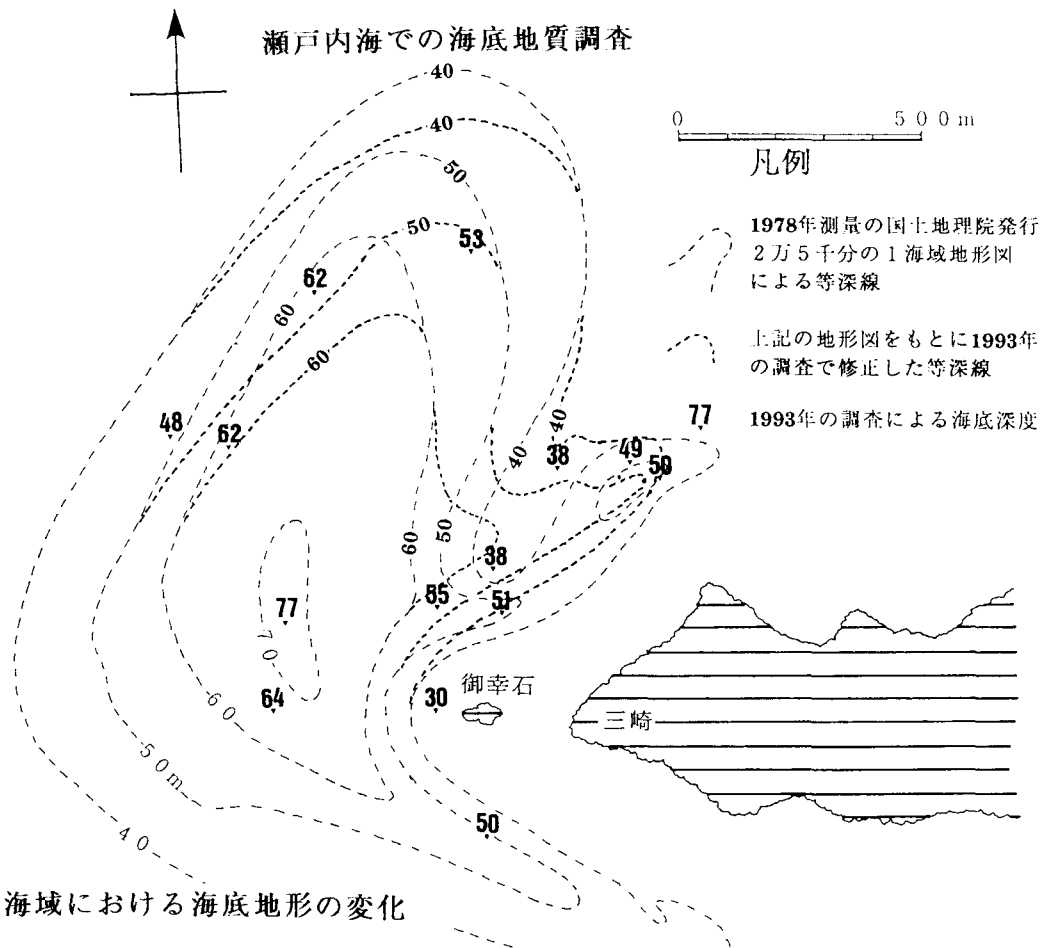 瀬戸内海での海底地質調査
40
40
0 500m
凡例
50
50
53
1978年測量の国土地理院発行
2万5千分の1海域地形図
による等深線
62
60
60
上記の地形図をもとに1993年
の調査で修正した等深線
48
62
40
40
38
49
50
77
1993年の調査による海底深度
60
50
38
85
51
77
70
64
60
30
御幸石
三崎
50m
50
40
海域における海底地形の変化